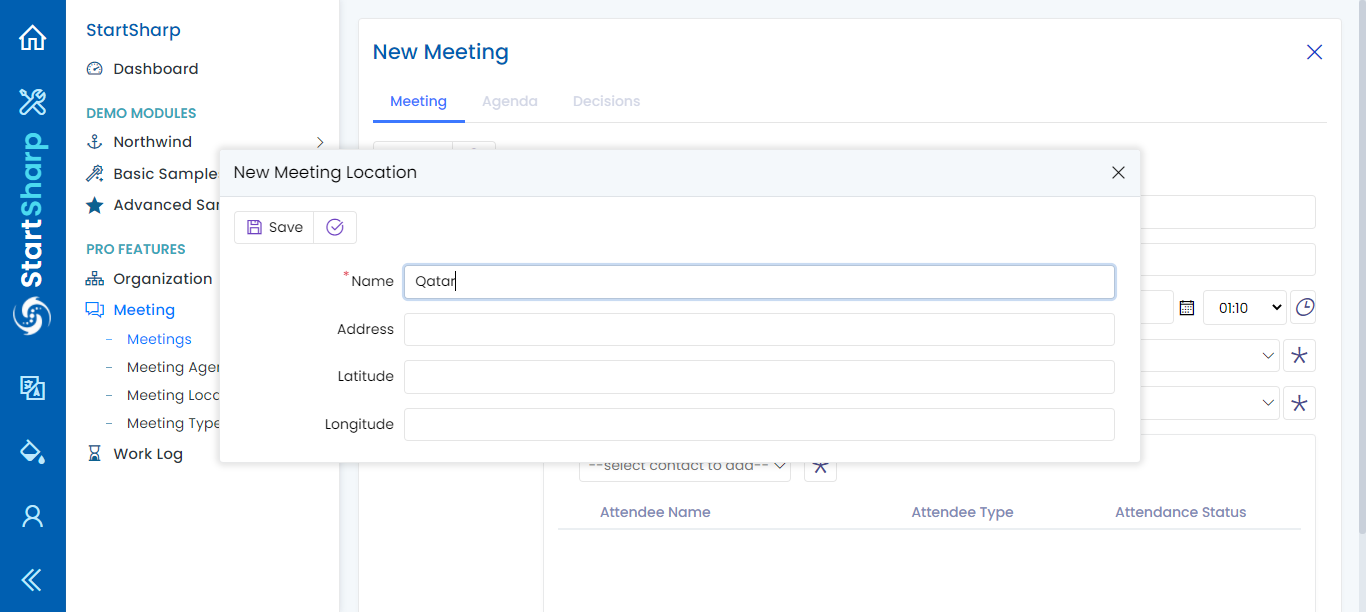 StartSharp
StartSharp
Dashboard
DEMO MODULES
Northwind
Basic Sample
Advanced Sar
PRO FEATURES
Organization
Meeting
Meetings
Meeting Ager
Meeting Loca
Meeting Type
Work Log
New Meeting
Meeting
Agenda
Decisions
New Meeting Location
Save
*Name
Qatar
Address
Latitude
Longitude
01:10
--select contact to add--
Attendee Name
Attendee Type
Attendance Status